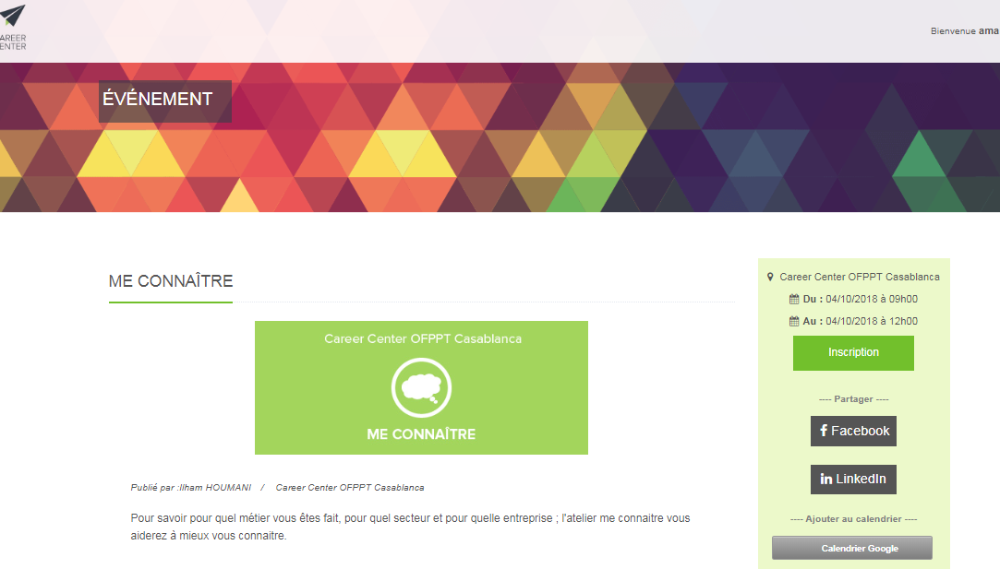 AREER
ENTER
Bienvenue ama
ÉVÉNEMENT
ME CONNAÎTRE
Career Center OFPPT Casablanca
ME CONNAÎTRE
Publié par :Ilham HOUMANI / Career Center OFPPT Casablanca
Pour savoir pour quel métier vous êtes fait, pour quel secteur et pour quelle entreprise ; l'atelier me connaitre vous
aiderez à mieux vous connaitre.
Career Center OFPPT Casablanca
Du : 04/10/2018 à 09h00
Au : 04/10/2018 à 12h00
Inscription
---- Partager ----
Facebook
LinkedIn
---- Ajouter au calendrier ----
Calendrier Google